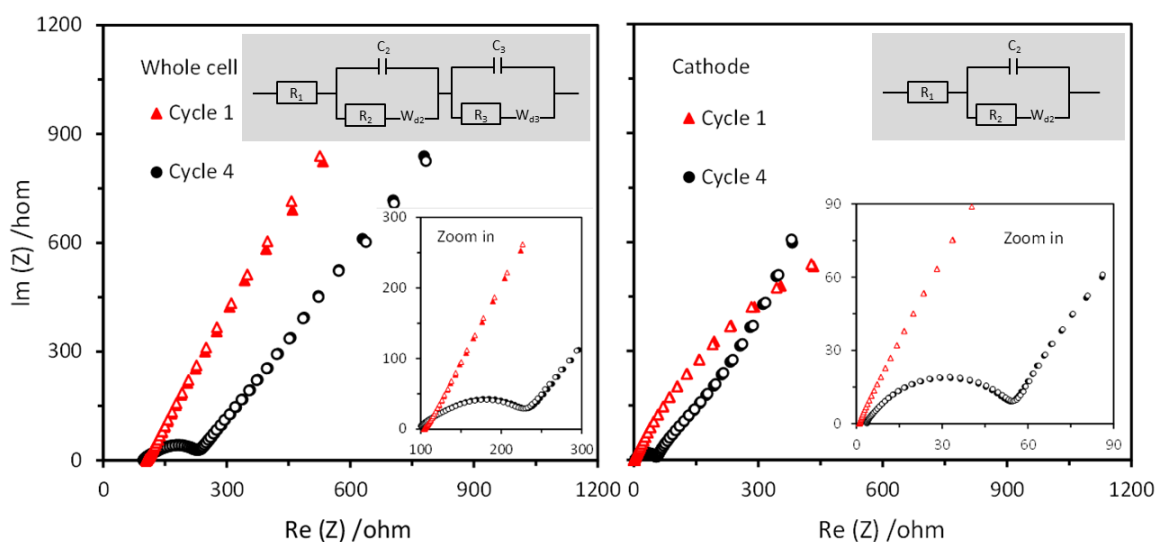 1200
900
600
300
0
Im (Z) /hom
Whole cell
Cycle 1
Cycle 4
C2
C3
R1
R2
Wd2
R3
Wd3
Zoom in
300
200
100
0
100
200
300
0
300
600
900
1200
Re (Z) /ohm
Cathode
Cycle 1
Cycle 4
C2
R1
R2
Wd2
Zoom in
90
60
30
0
0
30
60
90
0
300
600
900
1200
Re (Z) /ohm